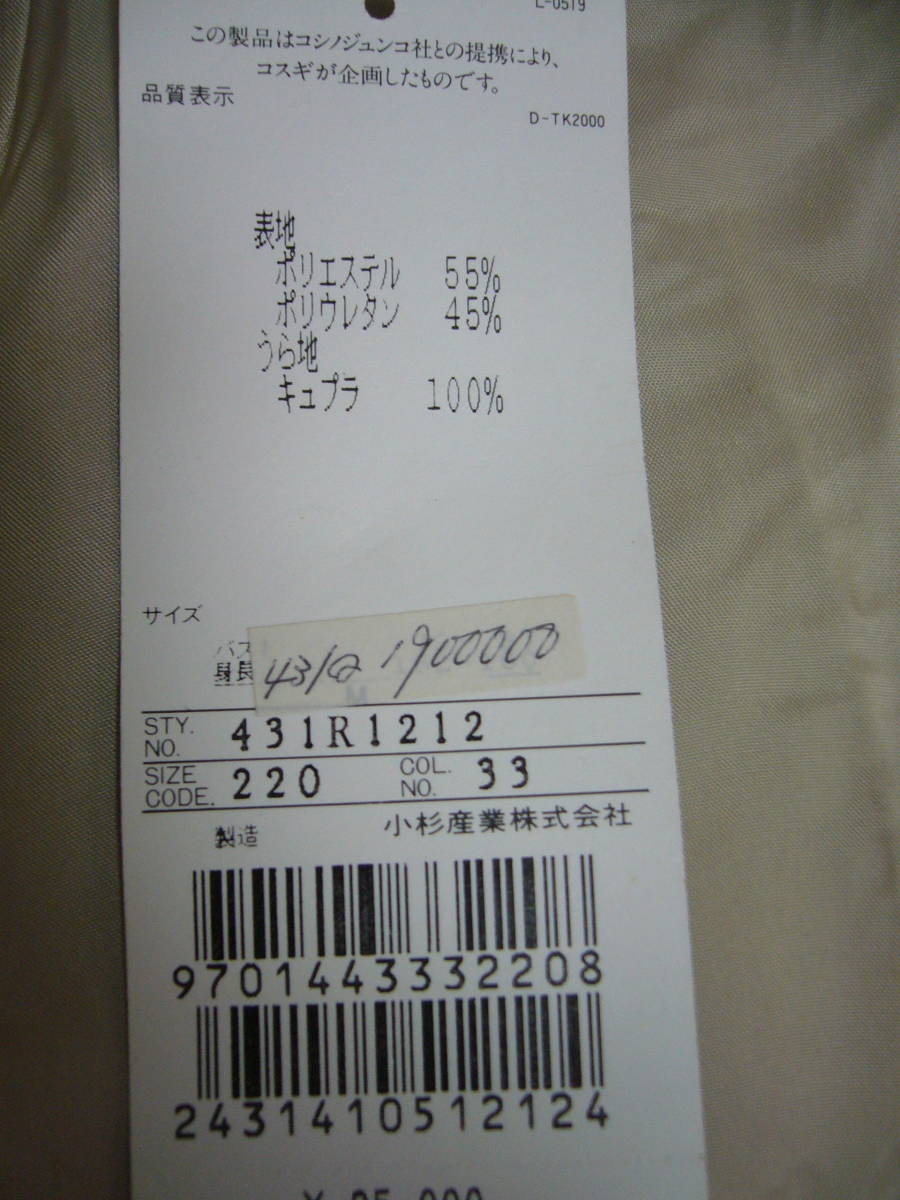 L-0519
この製品はコシノジュンコ社との提携により、
コスギが企画したものです。
品質表示
D-TK2000
表地
ポリエステル 55%
ポリウレタン 45%
うら地
キュプラ 100%
サイズ
バス
身長
1900000
M
STY. NO. 431R1212
SIZE CODE. 220 COL. NO. 33
製造 小杉産業株式会社
9701443332208
2431410512124